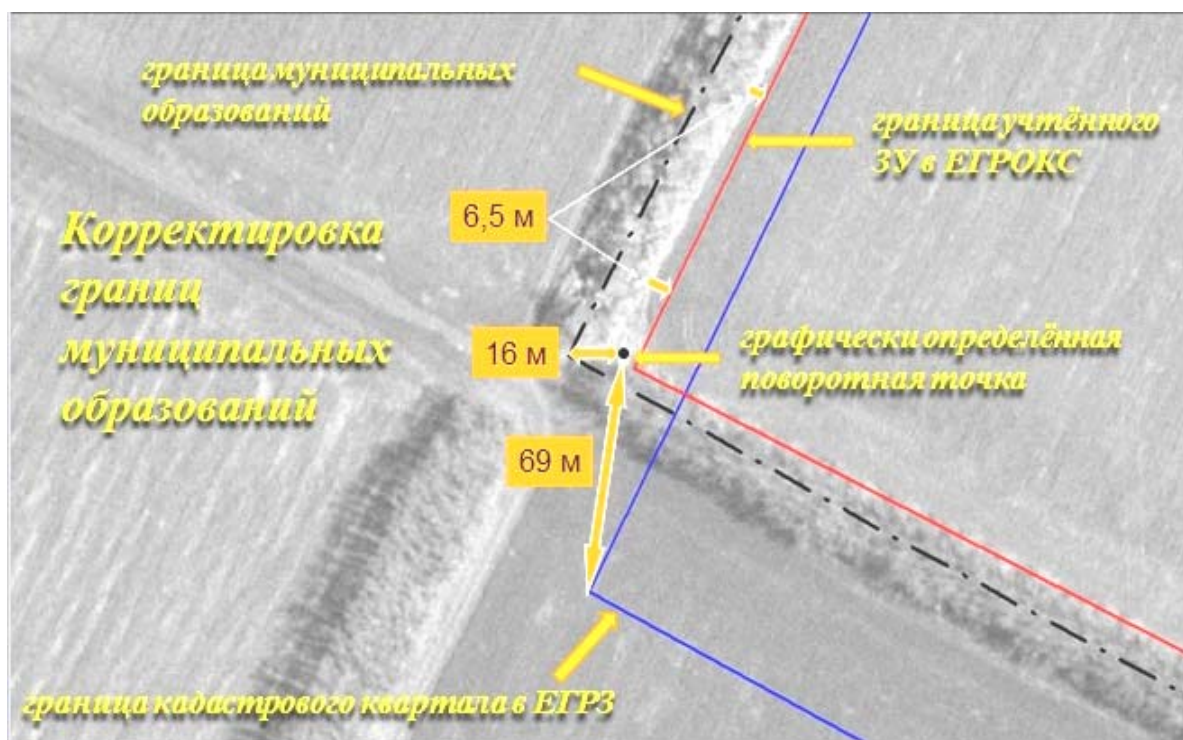 граница муниципальных
образований
граница учтённого
ЗУ в ЕГРОКС
6,5 м
Корректировка
границ
муниципальных
образований
16 м
графически определённая
поворотная точка
69 м
граница кадастрового квартала в ЕГРЗ